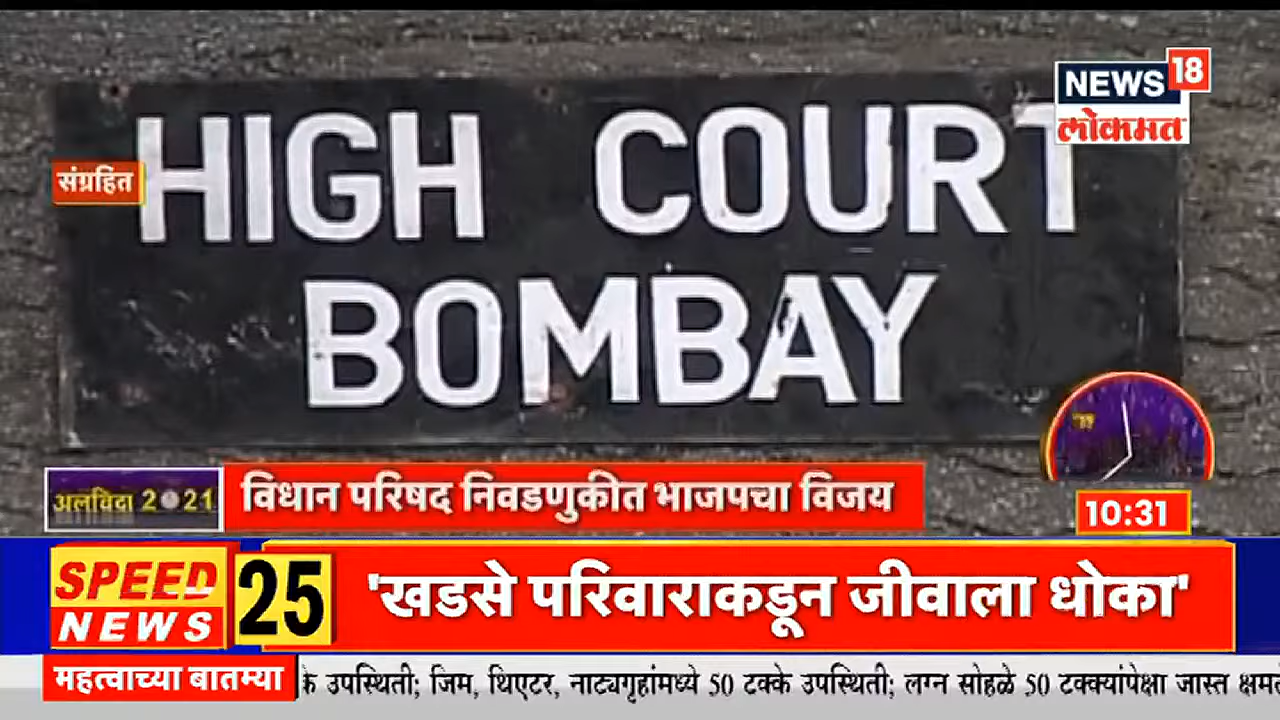 NEWS 18
लोकमत
संग्रहित
HIGH COURT
BOMBAY
अलविदा 2021
विधान परिषद निवडणुकीत भाजपचा विजय
10:31
SPEED
NEWS
25
'खडसे परिवाराकडून जीवाला धोका'
महत्वाच्या बातम्या
के उपस्थिती; जिम, थिएटर, नाट्यगृहांमध्ये 50 टक्के उपस्थिती; लग्न सोहळे 50 टक्क्यांपेक्षा जास्त